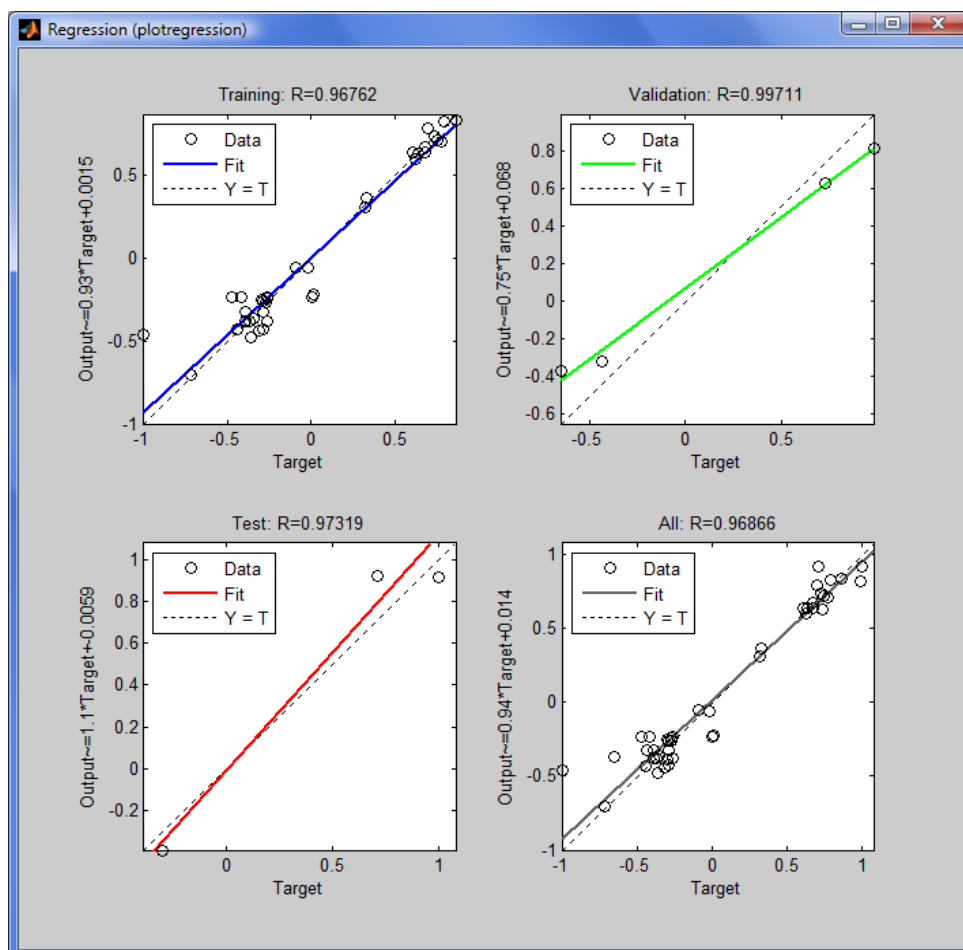 Regression (plotregression)
Training: R=0.96762
Data
Fit
Y = T
Output~=0.93*Target+0.0015
0.5
0
-0.5
-1
-1 -0.5 0 0.5
Target
Validation: R=0.99711
Data
Fit
Y = T
Output~=0.75*Target+0.068
0.8
0.6
0.4
0.2
0
-0.2
-0.4
-0.6
-0.5 0 0.5
Target
Test: R=0.97319
Data
Fit
Y = T
Output~=1.1*Target+0.0059
1
0.8
0.6
0.4
0.2
0
-0.2
0 0.5 1
Target
All: R=0.96866
Data
Fit
Y = T
Output~=0.94*Target+0.014
1
0.5
0
-0.5
-1
-1 -0.5 0 0.5 1
Target